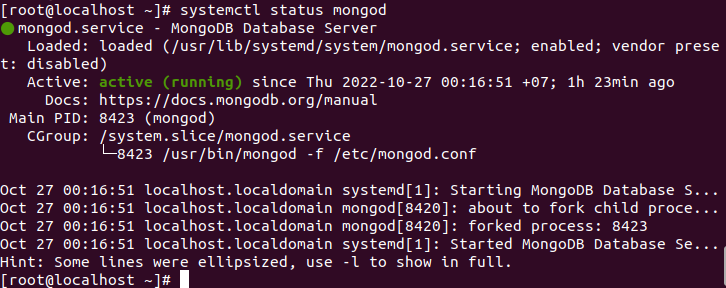 [root@localhost ~]# systemctl status mongod
● mongod.service - MongoDB Database Server
   Loaded: loaded (/usr/lib/systemd/system/mongod.service; enabled; vendor prese
t: disabled)
   Active: active (running) since Thu 2022-10-27 00:16:51 +07; 1h 23min ago
     Docs: https://docs.mongodb.org/manual
 Main PID: 8423 (mongod)
   CGroup: /system.slice/mongod.service
           └─8423 /usr/bin/mongod -f /etc/mongod.conf

Oct 27 00:16:51 localhost.localdomain systemd[1]: Starting MongoDB Database S...
Oct 27 00:16:51 localhost.localdomain mongod[8420]: about to fork child proce...
Oct 27 00:16:51 localhost.localdomain mongod[8420]: forked process: 8423
Oct 27 00:16:51 localhost.localdomain systemd[1]: Started MongoDB Database Se...
Hint: Some lines were ellipsized, use -l to show in full.
[root@localhost ~]#